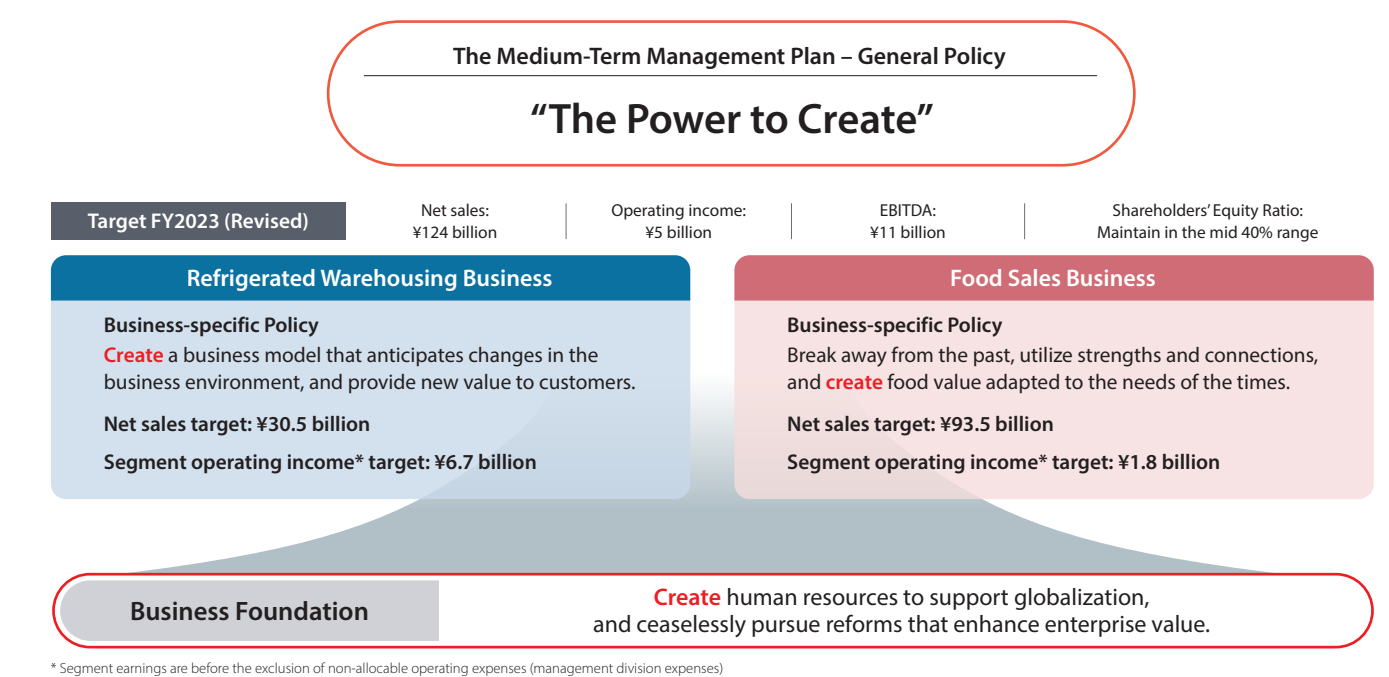 The Medium-Term Management Plan – General Policy
“The Power to Create”
Target FY2023 (Revised)
Net sales:
¥124 billion
Operating income:
¥5 billion
EBITDA:
¥11 billion
Shareholders’ Equity Ratio:
Maintain in the mid 40% range
Refrigerated Warehousing Business
Business-specific Policy
Create a business model that anticipates changes in the
business environment, and provide new value to customers.
Net sales target: ¥30.5 billion
Segment operating income* target: ¥6.7 billion
Food Sales Business
Business-specific Policy
Break away from the past, utilize strengths and connections,
and create food value adapted to the needs of the times.
Net sales target: ¥93.5 billion
Segment operating income* target: ¥1.8 billion
Business Foundation
Create human resources to support globalization,
and ceaselessly pursue reforms that enhance enterprise value.
* Segment earnings are before the exclusion of non-allocable operating expenses (management division expenses)